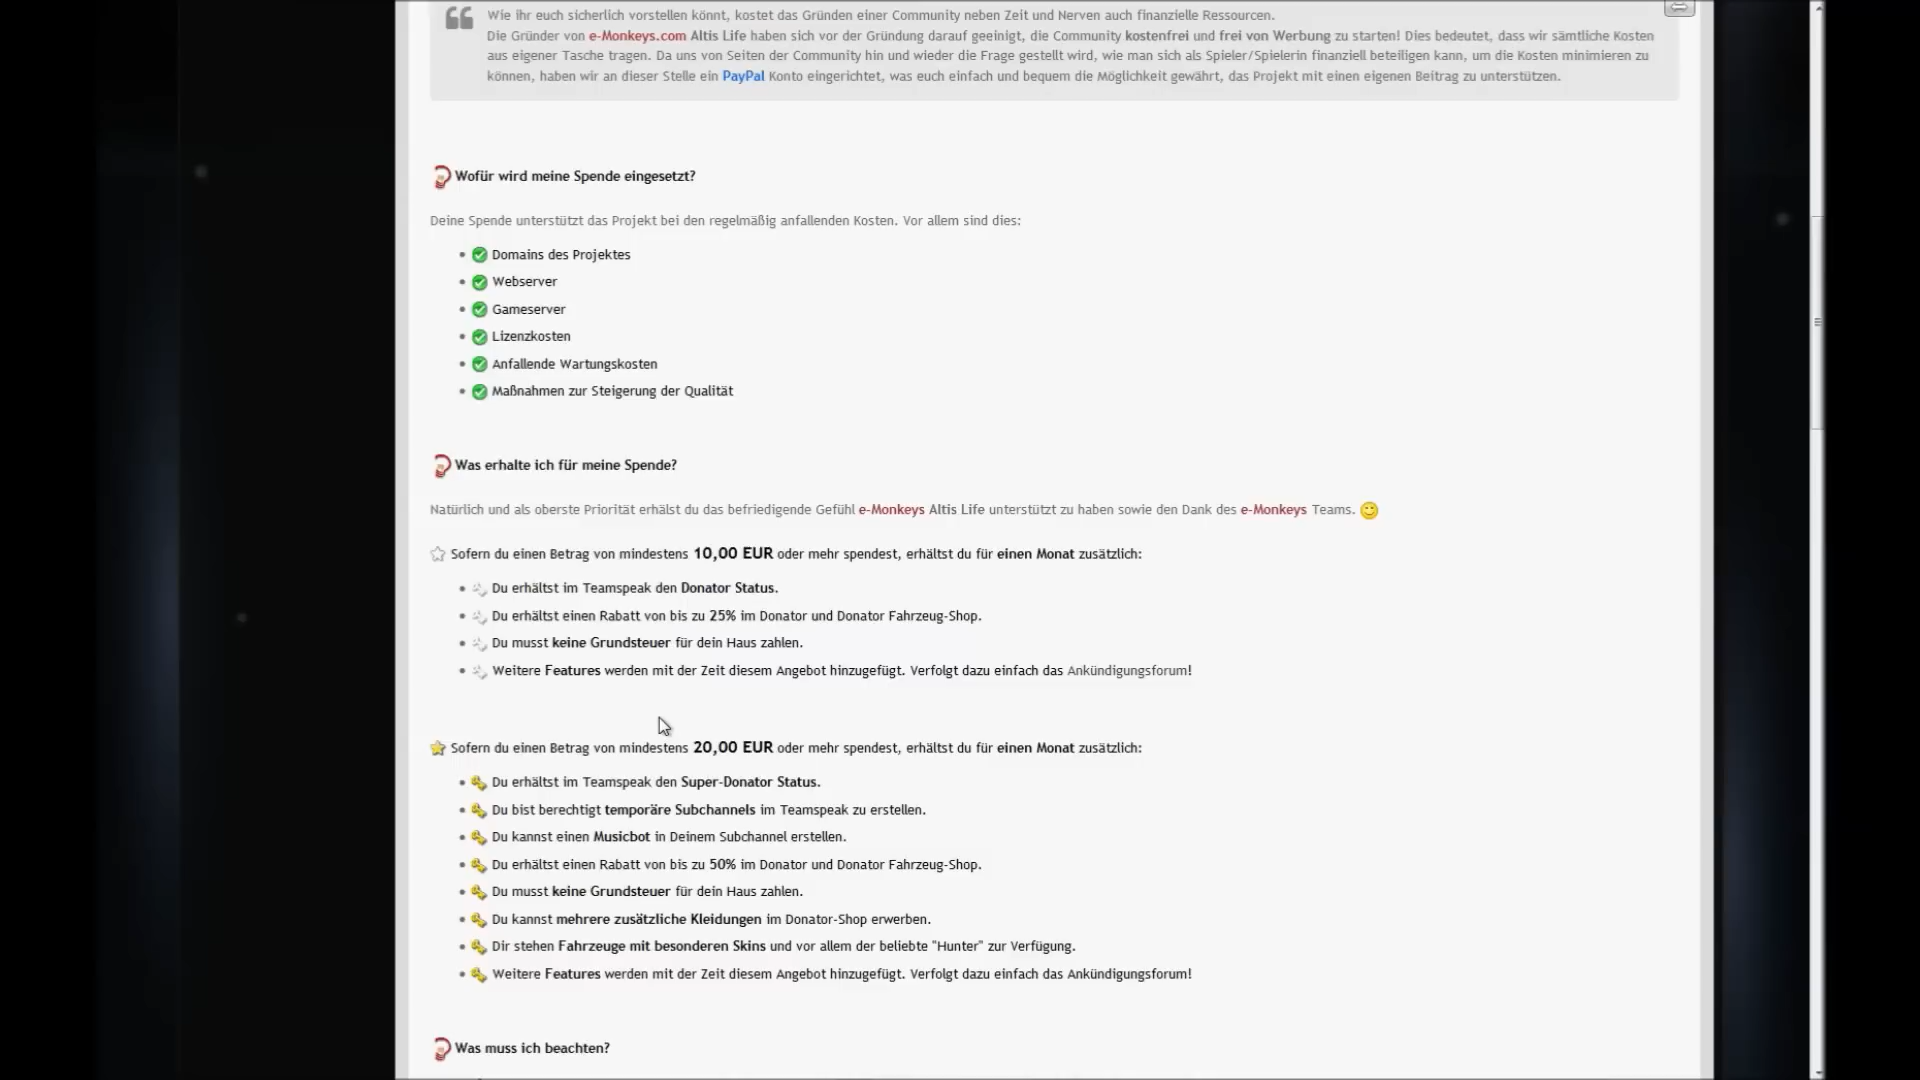 Wie ihr euch sicherlich vorstellen könnt, kostet das Gründen einer Community neben Zeit und Nerven auch finanzielle Ressourcen.
Die Gründer von e-Monkeys.com Altis Life haben sich vor der Gründung darauf geeinigt, die Community kostenfrei und frei von Werbung zu starten! Dies bedeutet, dass wir sämtliche Kosten
aus eigener Tasche tragen. Da uns von Seiten der Community hin und wieder die Frage gestellt wird, wie man sich als Spieler/Spielerin finanziell beteiligen kann, um die Kosten minimieren zu
können, haben wir an dieser Stelle ein PayPal Konto eingerichtet, was euch einfach und bequem die Möglichkeit gewährt, das Projekt mit einen eigenen Beitrag zu unterstützen.
Wofür wird meine Spende eingesetzt?
Deine Spende unterstützt das Projekt bei den regelmäßig anfallenden Kosten. Vor allem sind dies:
Domains des Projektes
Webserver
Gameserver
Lizenzkosten
Anfallende Wartungskosten
Maßnahmen zur Steigerung der Qualität
Was erhalte ich für meine Spende?
Natürlich und als oberste Priorität erhälst du das befriedigende Gefühl e-Monkeys Altis Life unterstützt zu haben sowie den Dank des e-Monkeys Teams.
Sofern du einen Betrag von mindestens 10,00 EUR oder mehr spendest, erhältst du für einen Monat zusätzlich:
Du erhältst im Teamspeak den Donator Status.
Du erhältst einen Rabatt von bis zu 25% im Donator und Donator Fahrzeug-Shop.
Du musst keine Grundsteuer für dein Haus zahlen.
Weitere Features werden mit der Zeit diesem Angebot hinzugefügt. Verfolgt dazu einfach das Ankündigungsforum!
Sofern du einen Betrag von mindestens 20,00 EUR oder mehr spendest, erhältst du für einen Monat zusätzlich:
Du erhältst im Teamspeak den Super-Donator Status.
Du bist berechtigt temporäre Subchannels im Teamspeak zu erstellen.
Du kannst einen Musicbot in Deinem Subchannel erstellen.
Du erhältst einen Rabatt von bis zu 50% im Donator und Donator Fahrzeug-Shop.
Du musst keine Grundsteuer für dein Haus zahlen.
Du kannst mehrere zusätzliche Kleidungen im Donator-Shop erwerben.
Dir stehen Fahrzeuge mit besonderen Skins und vor allem der beliebte "Hunter" zur Verfügung.
Weitere Features werden mit der Zeit diesem Angebot hinzugefügt. Verfolgt dazu einfach das Ankündigungsforum!
Was muss ich beachten?